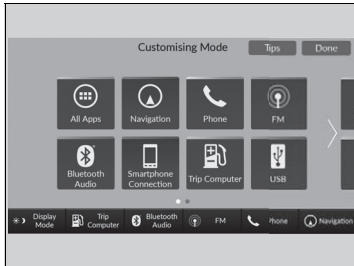 Customising Mode
Tips
Done
All Apps
Navigation
Phone
FM
Bluetooth
Audio
Smartphone
Connection
Trip Computer
USB
Display
Mode
Trip
Computer
Bluetooth
Audio
FM
Phone
Navigation